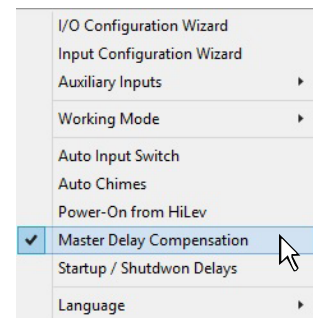 I/O Configuration Wizard
Input Configuration Wizard
Auxiliary Inputs
Working Mode
Auto Input Switch
Auto Chimes
Power-On from HiLev
Master Delay Compensation
Startup / Shutdwon Delays
Language